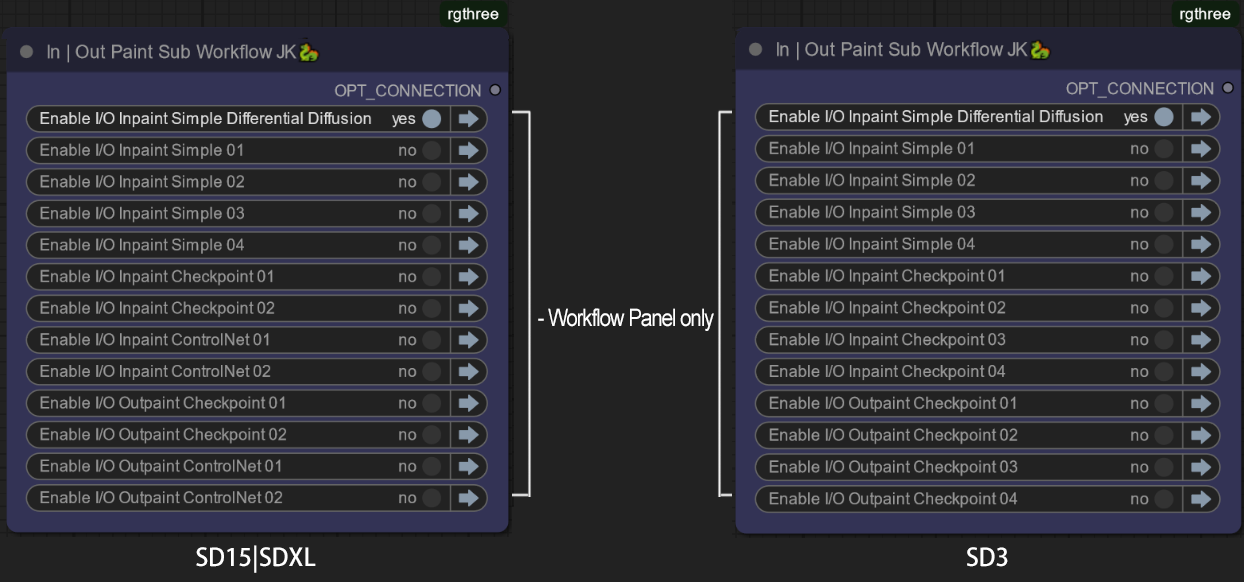 rgthree
In | Out Paint Sub Workflow JK🐉
OPT_CONNECTION
Enable I/O Inpaint Simple Differential Diffusion yes
Enable I/O Inpaint Simple 01 no
Enable I/O Inpaint Simple 02 no
Enable I/O Inpaint Simple 03 no
Enable I/O Inpaint Simple 04 no
Enable I/O Inpaint Checkpoint 01 no
Enable I/O Inpaint Checkpoint 02 no
Enable I/O Inpaint ControlNet 01 no
Enable I/O Inpaint ControlNet 02 no
Enable I/O Outpaint Checkpoint 01 no
Enable I/O Outpaint Checkpoint 02 no
Enable I/O Outpaint ControlNet 01 no
Enable I/O Outpaint ControlNet 02 no
SD15|SDXL
- Workflow Panel only
rgthree
In | Out Paint Sub Workflow JK🐉
OPT_CONNECTION
Enable I/O Inpaint Simple Differential Diffusion yes
Enable I/O Inpaint Simple 01 no
Enable I/O Inpaint Simple 02 no
Enable I/O Inpaint Simple 03 no
Enable I/O Inpaint Simple 04 no
Enable I/O Inpaint Checkpoint 01 no
Enable I/O Inpaint Checkpoint 02 no
Enable I/O Inpaint Checkpoint 03 no
Enable I/O Inpaint Checkpoint 04 no
Enable I/O Outpaint Checkpoint 01 no
Enable I/O Outpaint Checkpoint 02 no
Enable I/O Outpaint Checkpoint 03 no
Enable I/O Outpaint Checkpoint 04 no
SD3